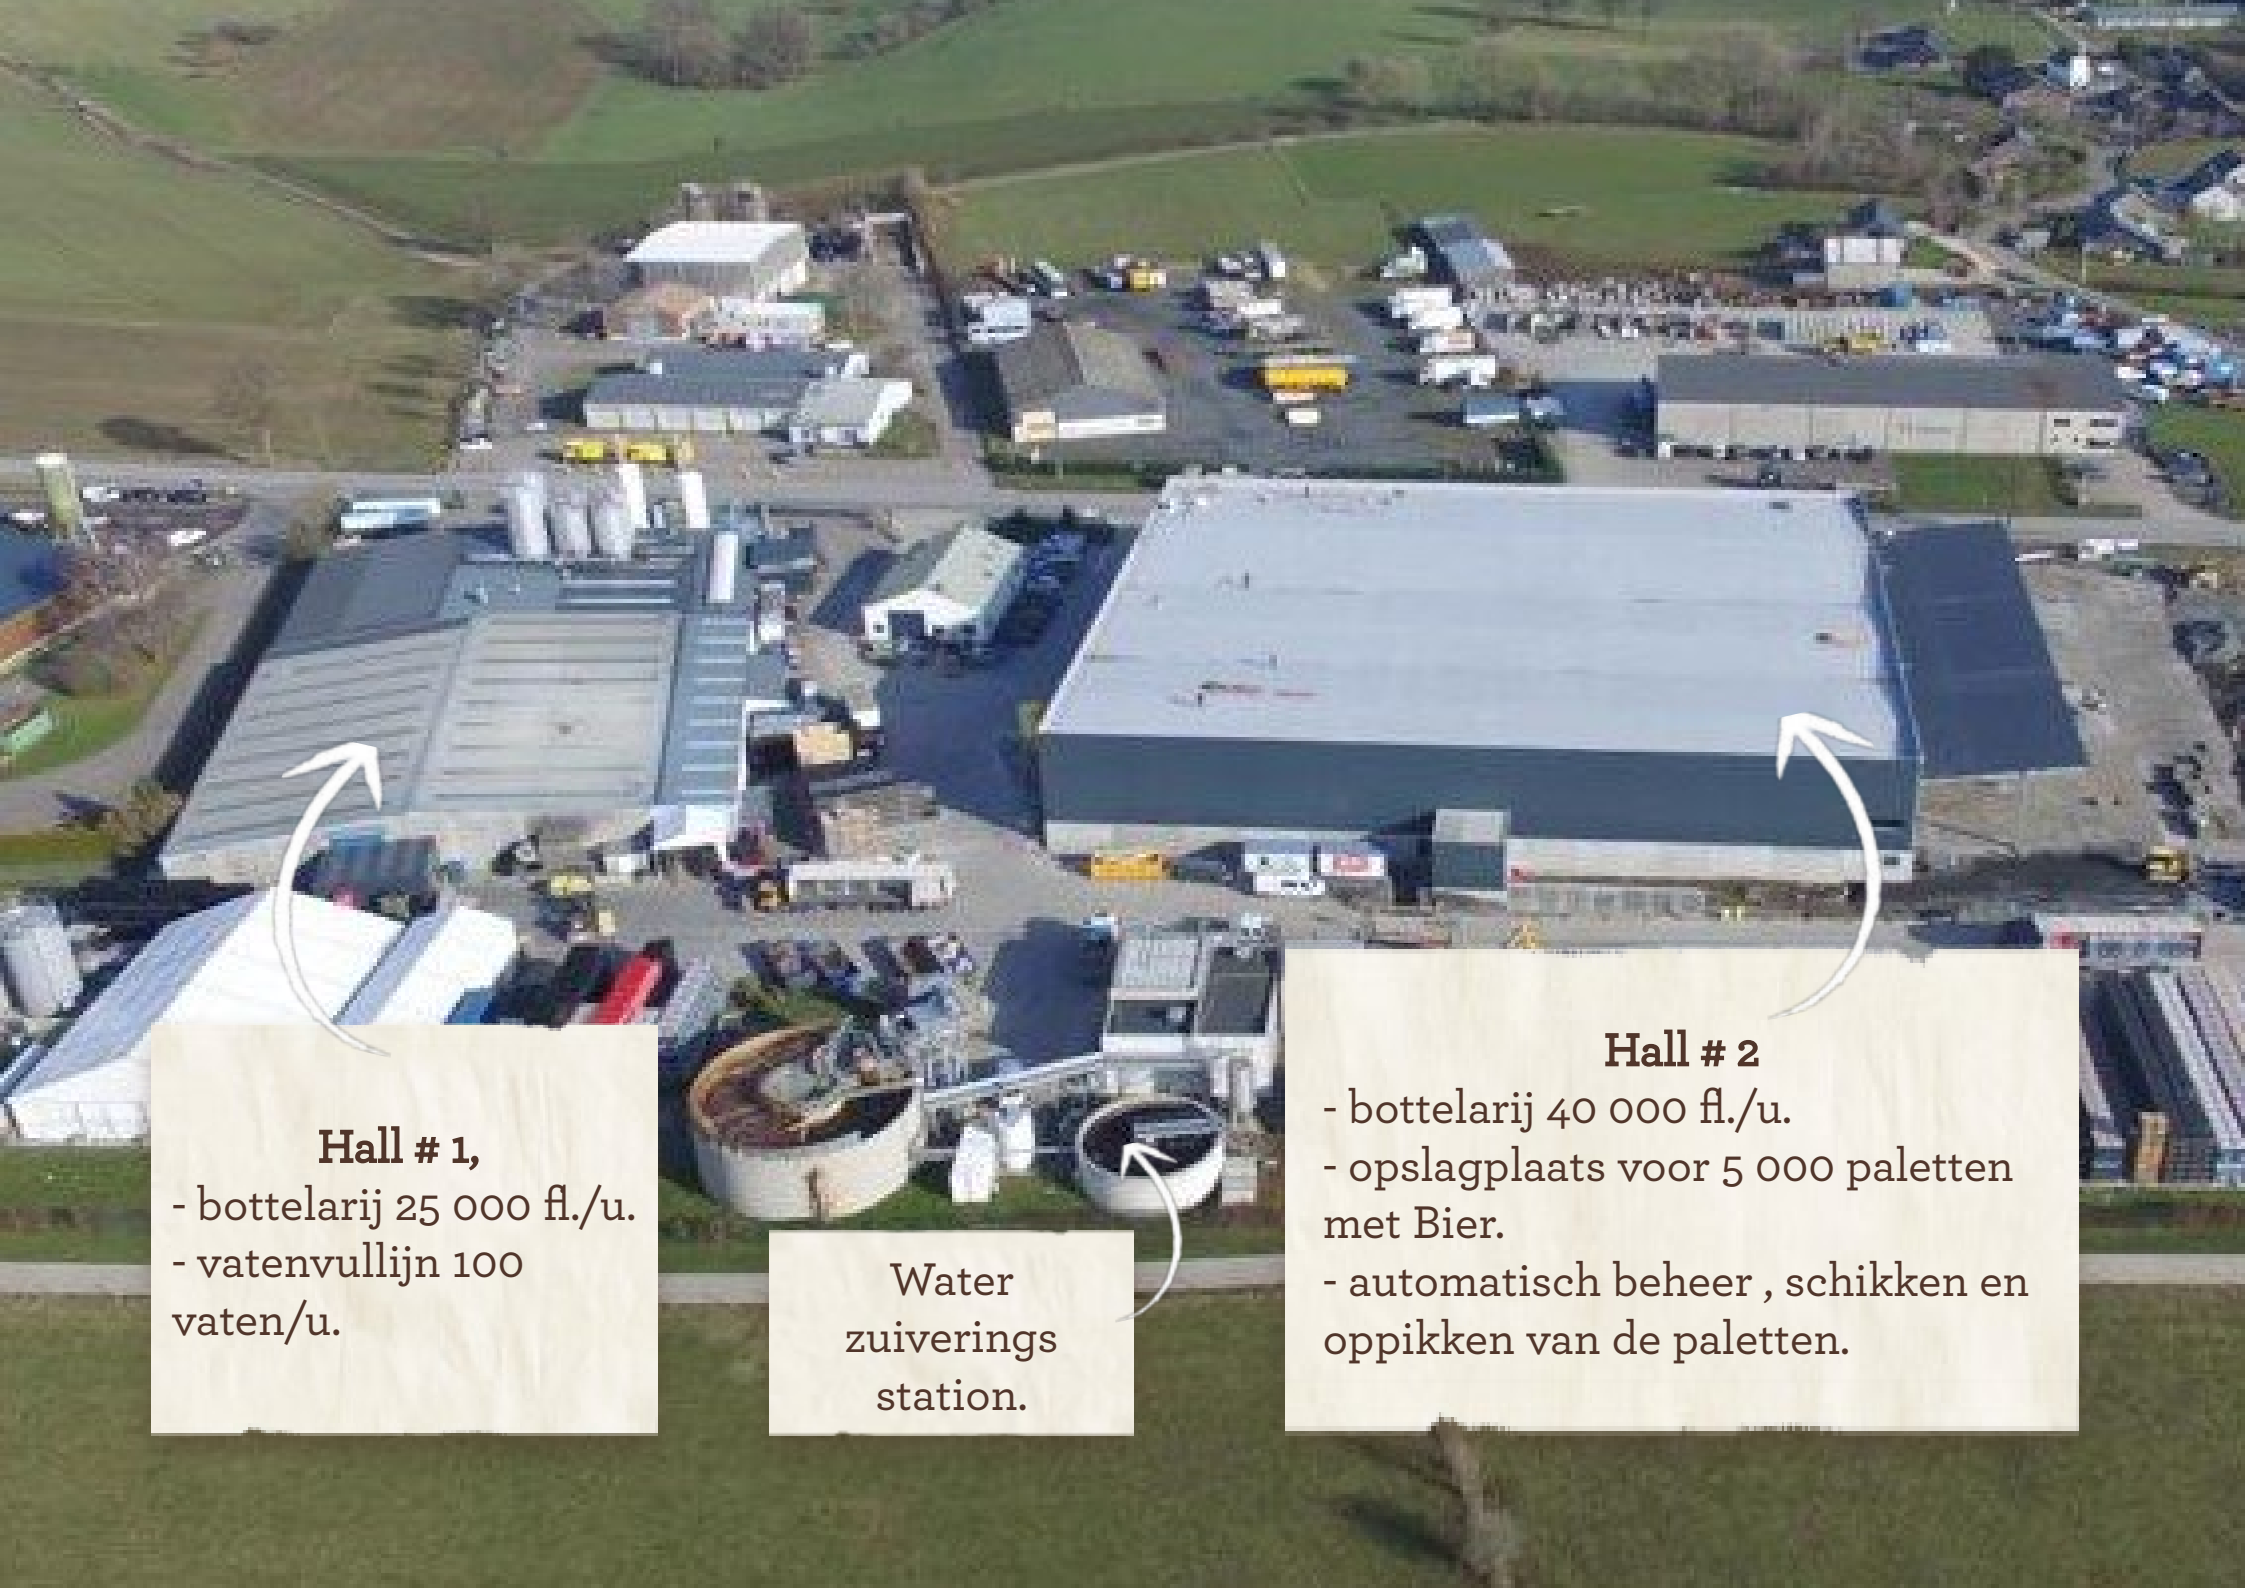 Hall # 1,
- bottelarij 25 000 fl./u.
- vatenvullijn 100
vaten/u.
Water
zuiverings
station.
Hall # 2
- bottelarij 40 000 fl./u.
- opslagplaats voor 5 000 paletten
met Bier.
- automatisch beheer , schikken en
oppikken van de paletten.